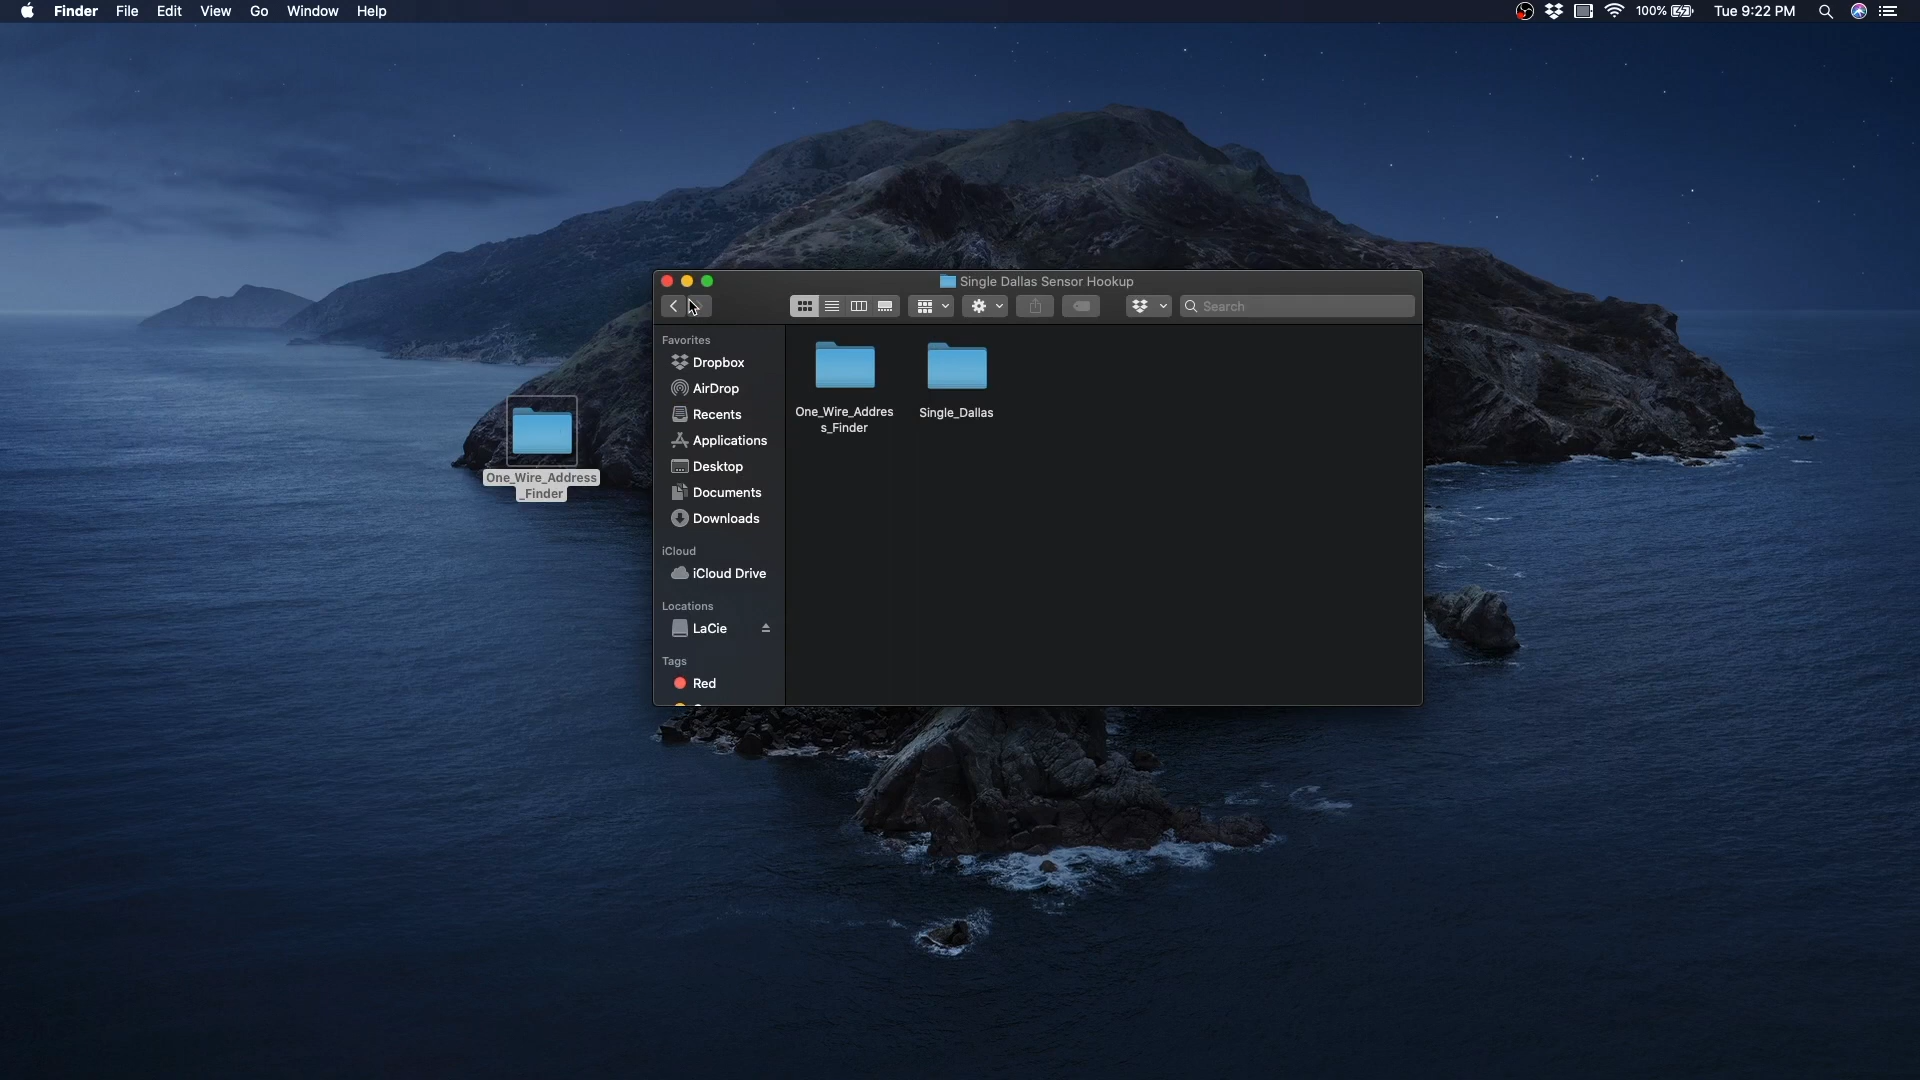 Finder File Edit View Go Window Help
100% Tue 9:22 PM
Single Dallas Sensor Hookup
Search
Favorites
Dropbox
AirDrop
Recents
Applications
Desktop
Documents
Downloads
iCloud
iCloud Drive
Locations
LaCie
Tags
Red
One_Wire_Addres
s_Finder
Single_Dallas
One_Wire_Address
_Finder